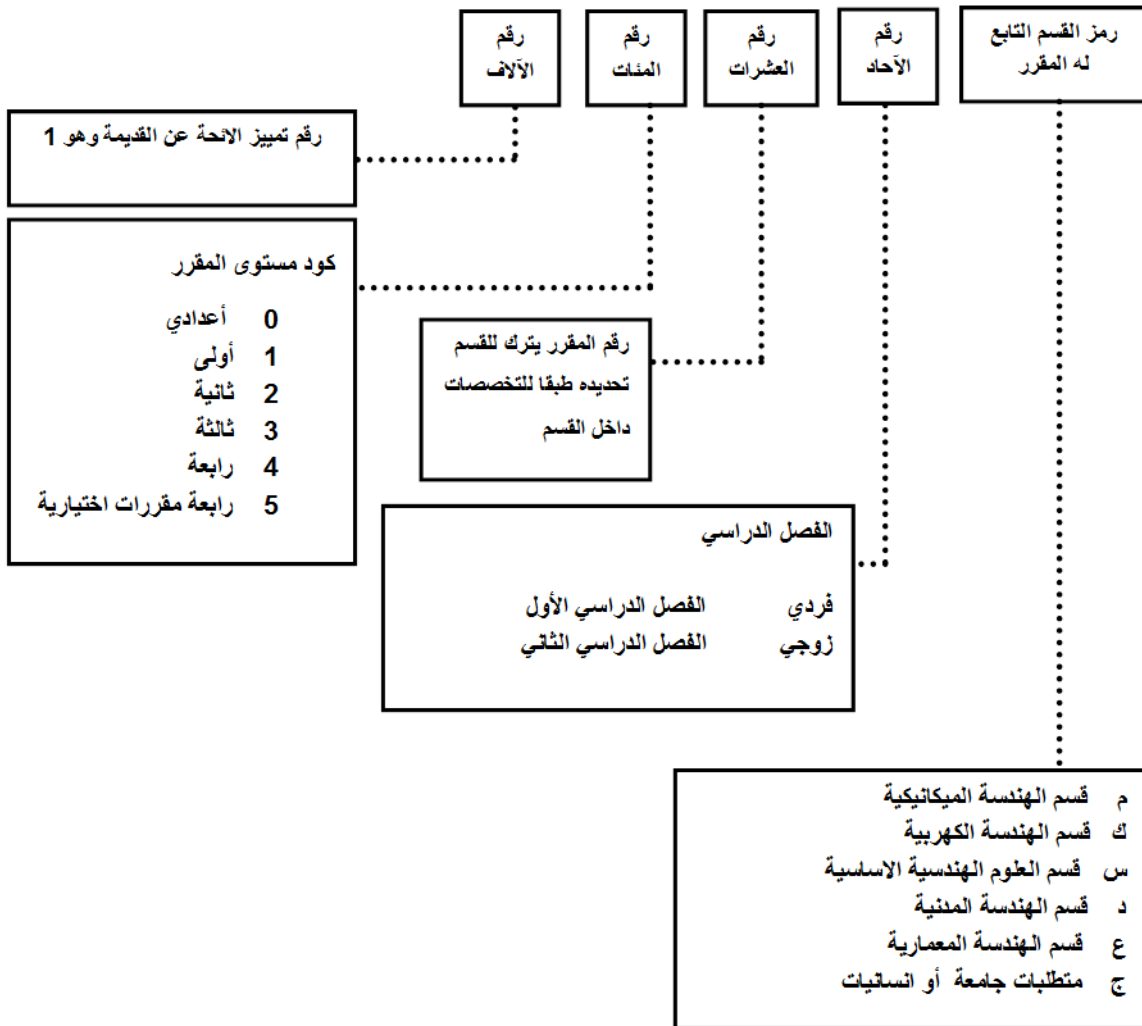 رمز القسم التابع
له المقرر
رقم
الآحاد
رقم
العشرات
رقم
المئات
رقم
الآلاف
رقم تمييز الائحة عن القديمة وهو 1
كود مستوى المقرر
0 أعدادي
1 أولى
2 ثانية
3 ثالثة
4 رابعة
5 رابعة مقررات اختيارية
رقم المقرر يترك للقسم
تحديده طبقا للتخصصات
داخل القسم
الفصل الدراسي
فردي الفصل الدراسي الأول
زوجي الفصل الدراسي الثاني
م قسم الهندسة الميكانيكية
ك قسم الهندسة الكهربية
س قسم العلوم الهندسية الاساسية
د قسم الهندسة المدنية
ع قسم الهندسة المعمارية
ج متطلبات جامعة أو انسانيات